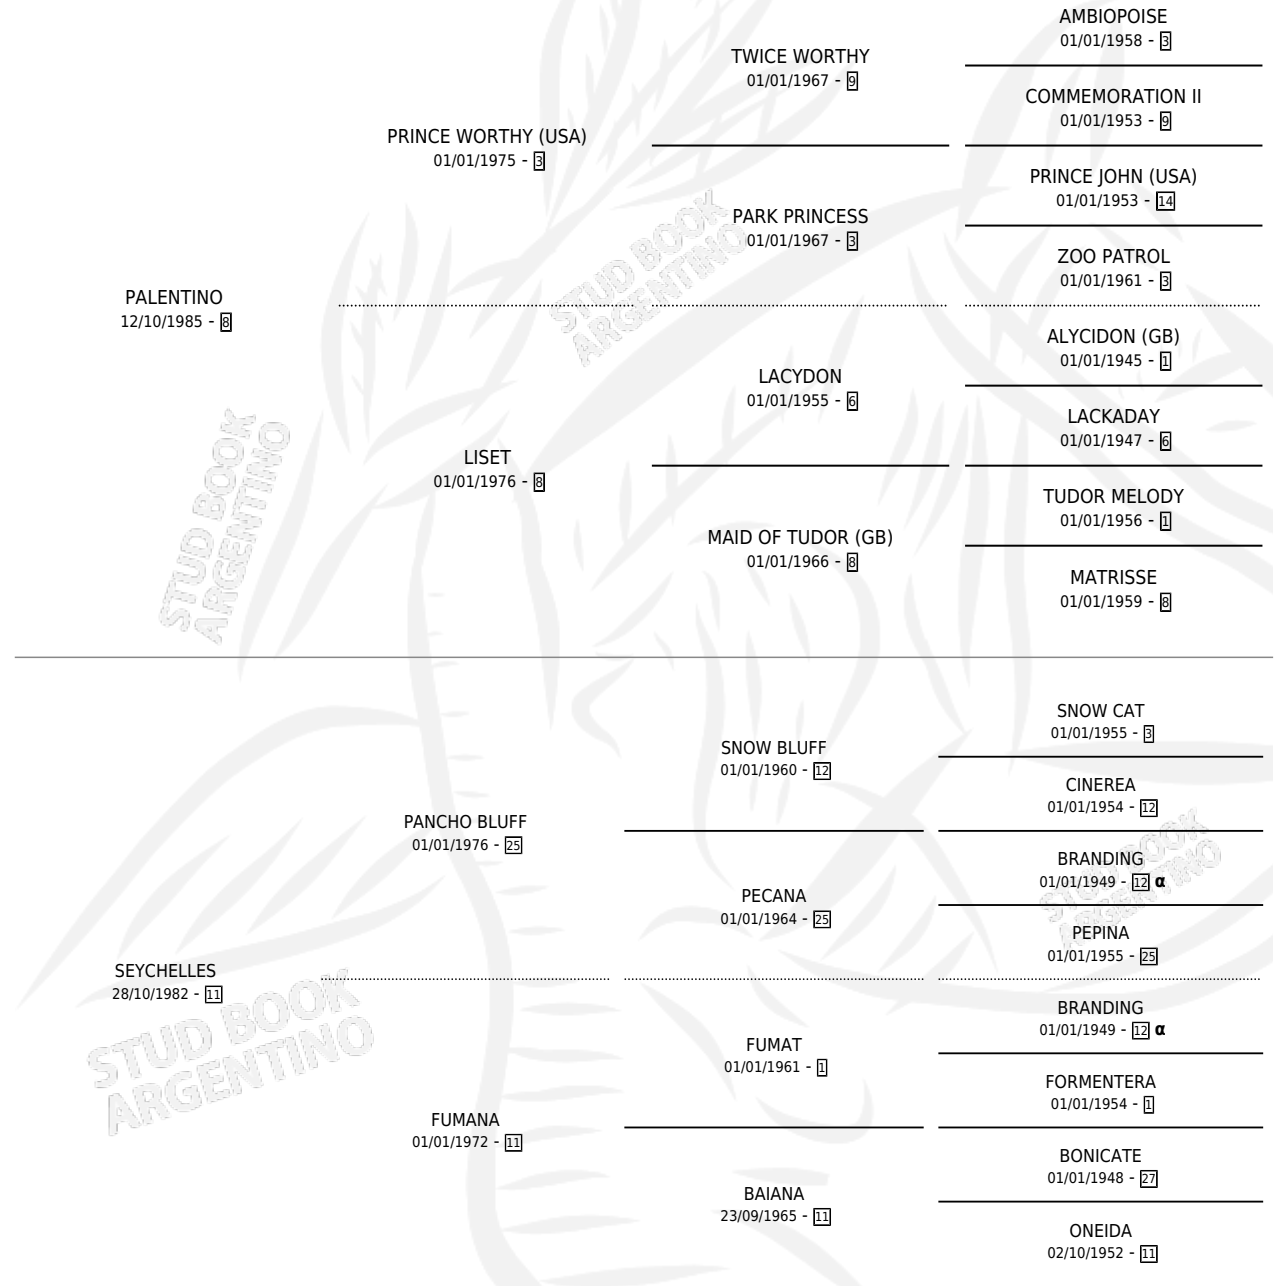 AMBIOPOISE
01/01/1958 - 3
TWICE WORTHY
01/01/1967 - 9
COMMEMORATION II
01/01/1953 - 9
PRINCE WORTHY (USA)
01/01/1975 - 3
PRINCE JOHN (USA)
01/01/1953 - 14
PARK PRINCESS
01/01/1967 - 3
ZOO PATROL
01/01/1961 - 3
PALENTINO
12/10/1985 - 8
ALYCIDON (GB)
01/01/1945 - 1
LACYDON
01/01/1955 - 6
LACKADAY
01/01/1947 - 6
LISET
01/01/1976 - 8
TUDOR MELODY
01/01/1956 - 1
MAID OF TUDOR (GB)
01/01/1966 - 8
MATRISSE
01/01/1959 - 8
SNOW CAT
01/01/1955 - 3
SNOW BLUFF
01/01/1960 - 12
CINEREA
01/01/1954 - 12
PANCHO BLUFF
01/01/1976 - 25
BRANDING
01/01/1949 - 12 α
PECANA
01/01/1964 - 25
PEPINA
01/01/1955 - 25
SEYCHELLES
28/10/1982 - 11
BRANDING
01/01/1949 - 12 α
FUMAT
01/01/1961 - 1
FORMENTERA
01/01/1954 - 1
FUMANA
01/01/1972 - 11
BONICATE
01/01/1948 - 27
BAIANA
23/09/1965 - 11
ONEIDA
02/10/1952 - 11
STUD BOOK
ARGENTINO
STUD BOOK
ARGENTINO
STUD BOOK
ARGENTINO
STUD BOOK
ARGENTINO